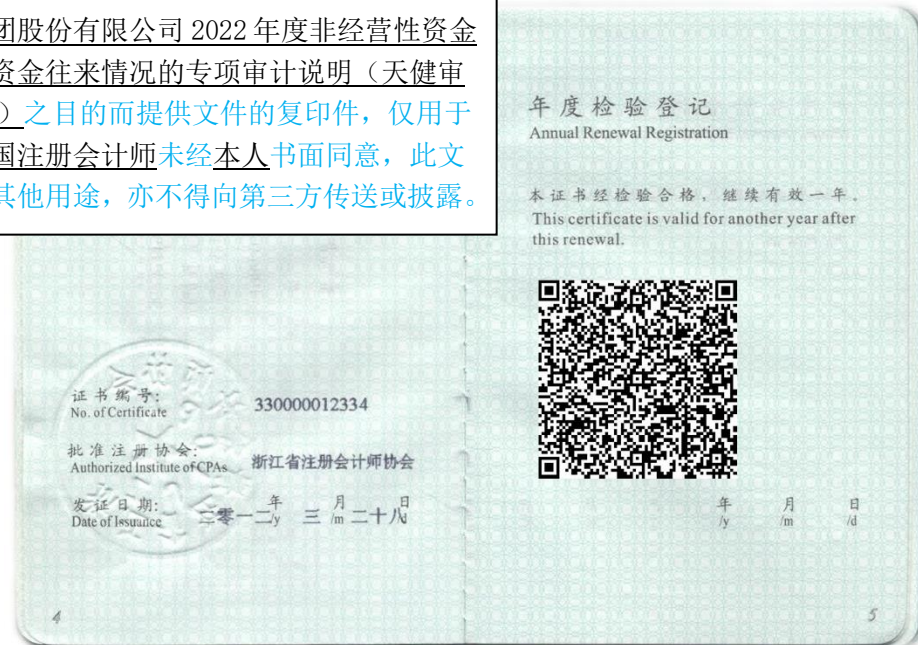 团股份有限公司 2022 年度非经营性资金
资金往来情况的专项审计说明（天健审
）之目的而提供文件的复印件，仅用于
国注册会计师未经本人书面同意，此文
其他用途，亦不得向第三方传送或披露。
证书编号:
No. of Certificate
330000012334
批准注册协会:
Authorized Institute of CPAs
浙江省注册会计师协会
发证日期:
Date of Issuance
二零一二 年 /y 三 月 /m 二十八 日
4
年度检验登记
Annual Renewal Registration
本证书经检验合格，继续有效一年。
This certificate is valid for another year after
this renewal.
年 月 日
/y /m /d
5